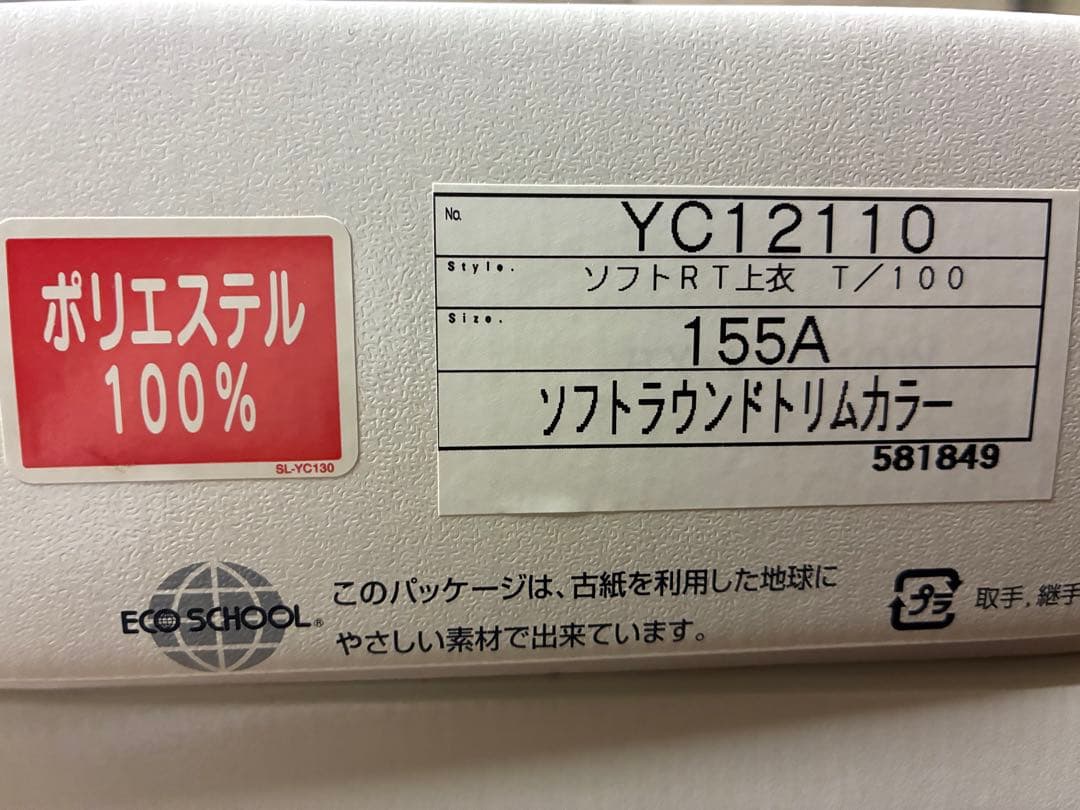 ポリエステル
100%
SL-YC130
No. YC12110
Style. ソフトRT上衣 T/100
Size. 155A
ソフトラウンドトリムカラー
581849
ECO SCHOOL®
このパッケージは、古紙を利用した地球に
やさしい素材で出来ています。
プラ
取手,継手